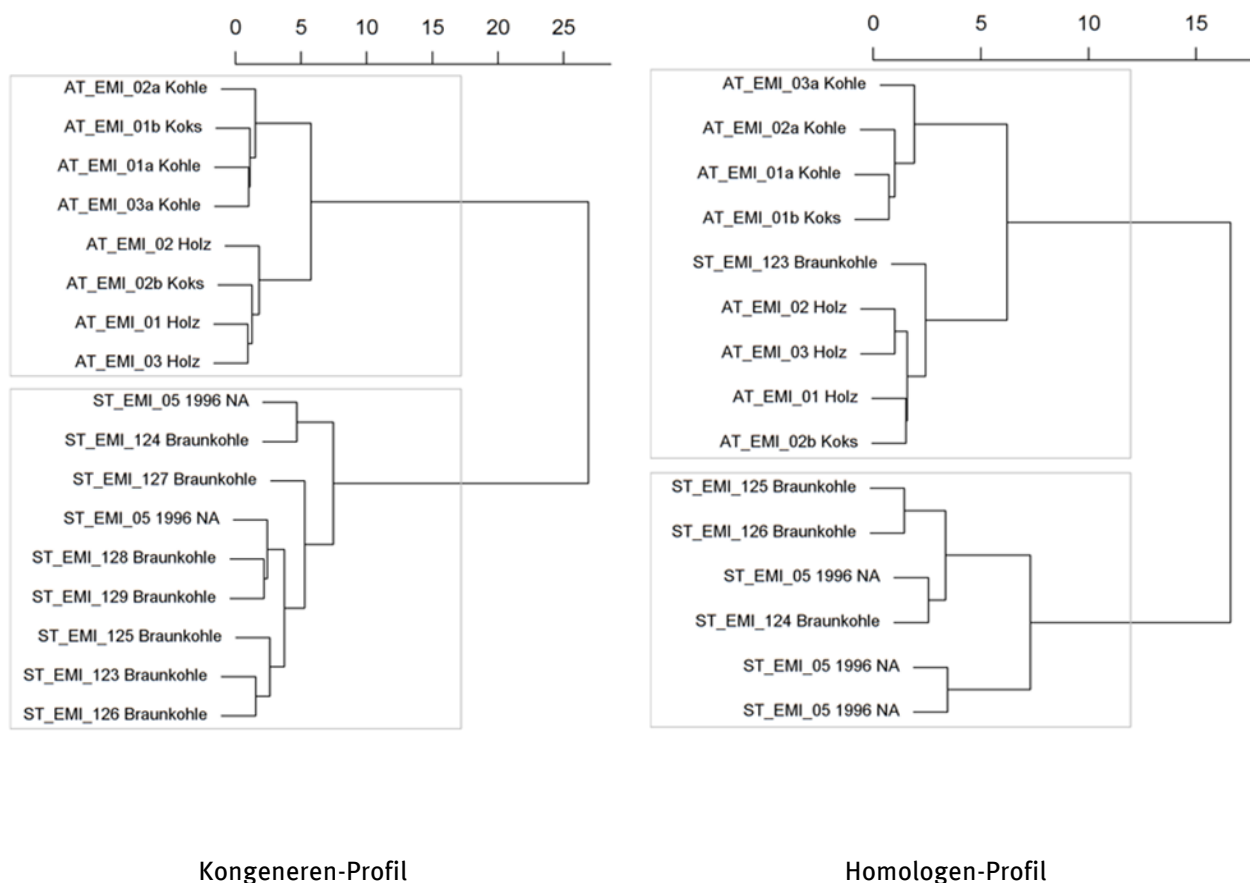 0 5 10 15 20 25
AT_EMI_02a Kohle
AT_EMI_01b Koks
AT_EMI_01a Kohle
AT_EMI_03a Kohle
AT_EMI_02 Holz
AT_EMI_02b Koks
AT_EMI_01 Holz
AT_EMI_03 Holz
ST_EMI_05 1996 NA
ST_EMI_124 Braunkohle
ST_EMI_127 Braunkohle
ST_EMI_05 1996 NA
ST_EMI_128 Braunkohle
ST_EMI_129 Braunkohle
ST_EMI_125 Braunkohle
ST_EMI_123 Braunkohle
ST_EMI_126 Braunkohle
Kongeneren-Profil
0 5 10 15
AT_EMI_03a Kohle
AT_EMI_02a Kohle
AT_EMI_01a Kohle
AT_EMI_01b Koks
ST_EMI_123 Braunkohle
AT_EMI_02 Holz
AT_EMI_03 Holz
AT_EMI_01 Holz
AT_EMI_02b Koks
ST_EMI_125 Braunkohle
ST_EMI_126 Braunkohle
ST_EMI_05 1996 NA
ST_EMI_124 Braunkohle
ST_EMI_05 1996 NA
ST_EMI_05 1996 NA
Homologen-Profil